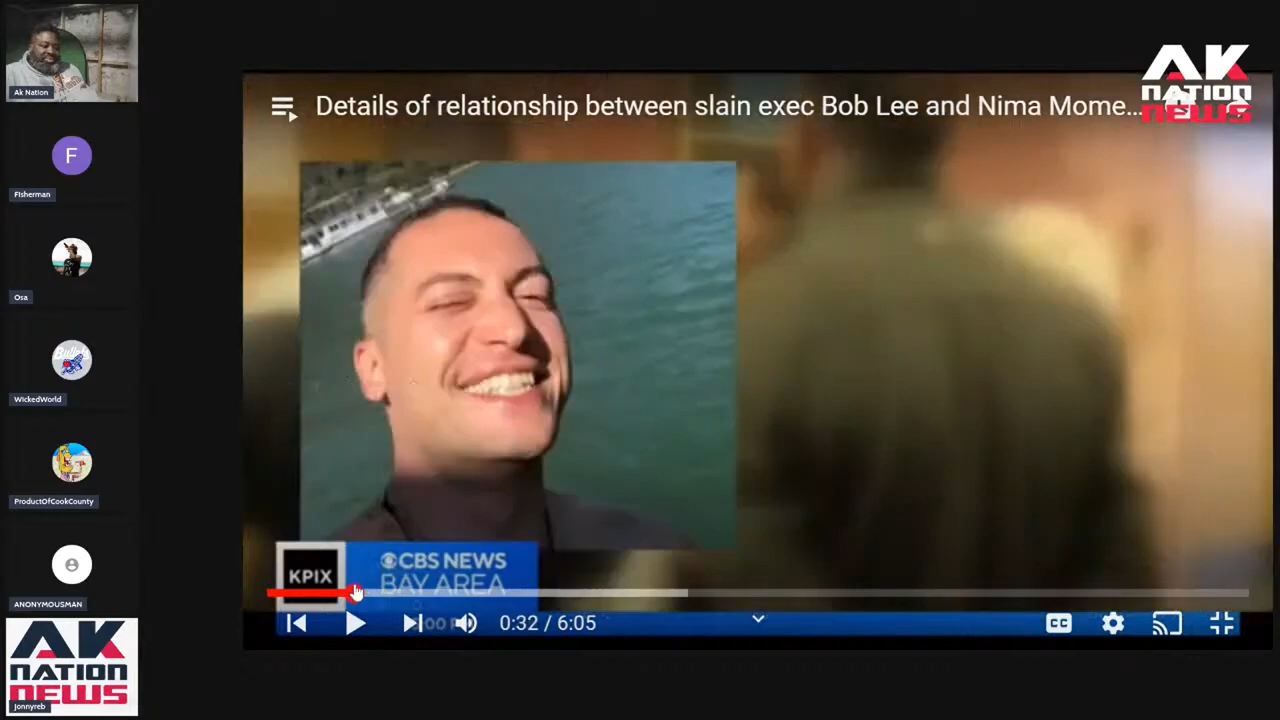 Ak Nation
Fisherman
Osa
Bullets
WickedWorld
ProductOfCookCounty
ANONYMOUSMAN
AK
NATION
NEWS
Jonnyreb
Details of relationship between slain exec Bob Lee and Nima Mome...
AK
NATION
NEWS
F
KPIX
CBS NEWS
BAY AREA
0:32 / 6:05
CC